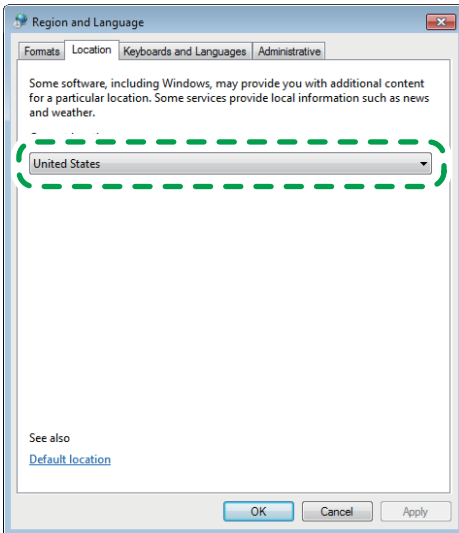 Region and Language
Formats Location Keyboards and Languages Administrative
Some software, including Windows, may provide you with additional content
for a particular location. Some services provide local information such as news
and weather.
United States
See also
Default location
OK Cancel Apply